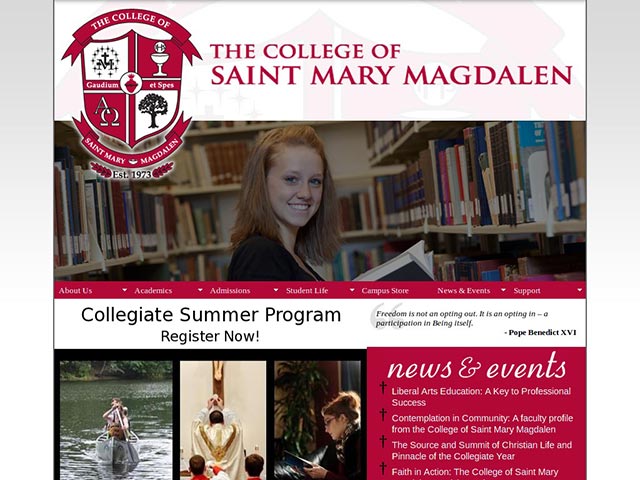 THE COLLEGE OF
Gaudium et Spes
SAINT MARY MAGDALEN
Est. 1973
THE COLLEGE OF
SAINT MARY MAGDALEN
About Us Academics Admissions Student Life Campus Store News & Events Support
Collegiate Summer Program
Register Now!
Freedom is not an opting out. It is an opting in – a
participation in Being itself.
- Pope Benedict XVI
news & events
Liberal Arts Education: A Key to Professional
Success
Contemplation in Community: A faculty profile
from the College of Saint Mary Magdalen
The Source and Summit of Christian Life and
Pinnacle of the Collegiate Year
Faith in Action: The College of Saint Mary